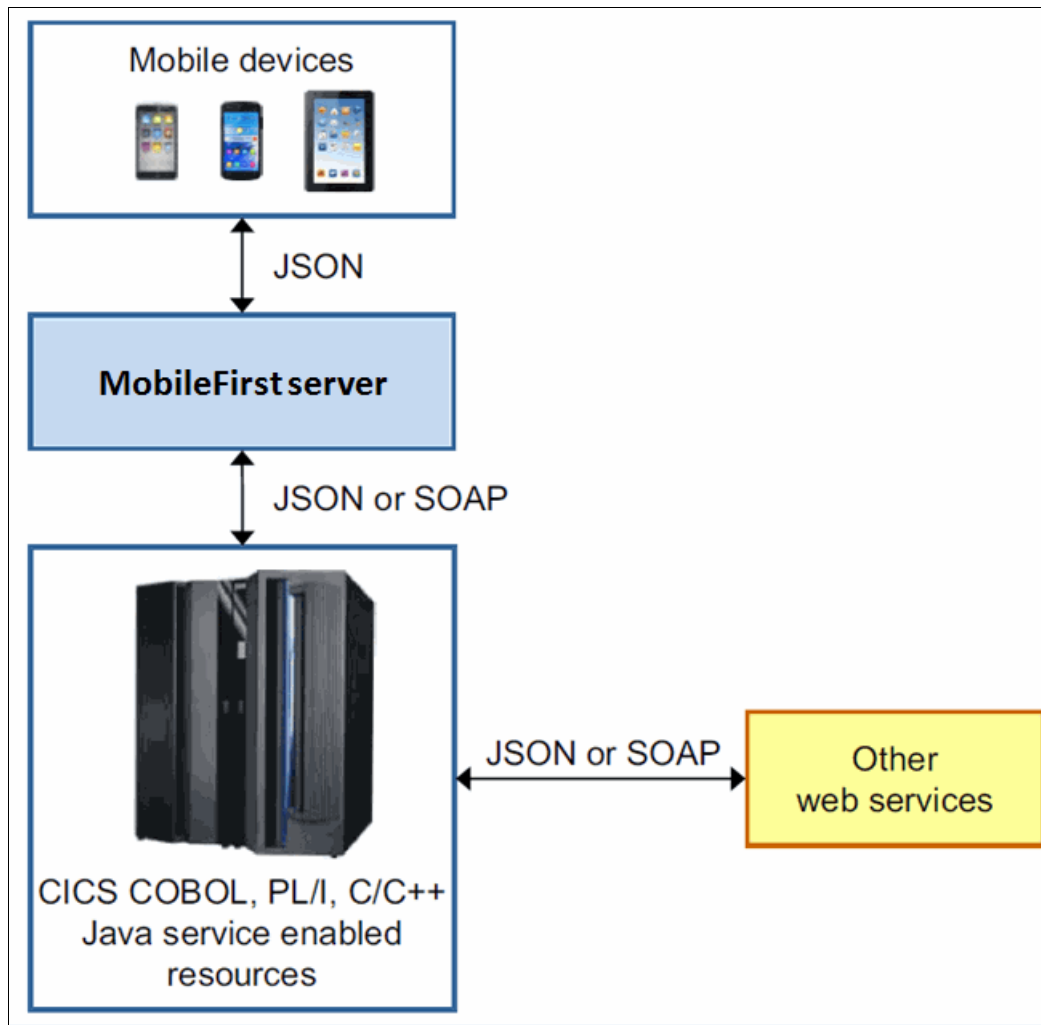 Mobile devices
JSON
MobileFirst server
JSON or SOAP
JSON or SOAP
Other
web services
CICS COBOL, PL/I, C/C++
Java service enabled
resources